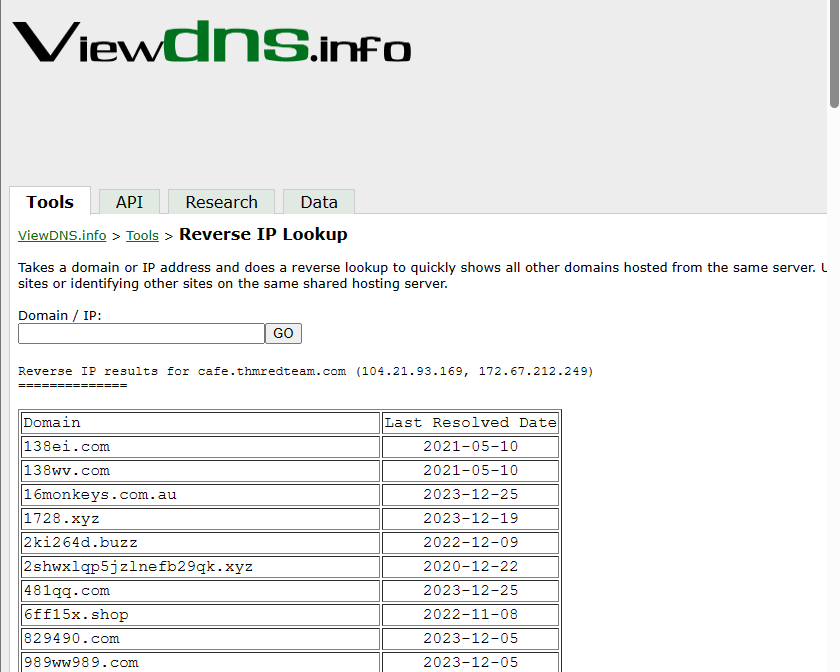 Viewdns.info
Tools API Research Data
ViewDNS.info > Tools > Reverse IP Lookup
Takes a domain or IP address and does a reverse lookup to quickly shows all other domains hosted from the same server. U
sites or identifying other sites on the same shared hosting server.
Domain / IP:
GO
Reverse IP results for cafe.thmredteam.com (104.21.93.169, 172.67.212.249)
==============
Domain Last Resolved Date
138ei.com 2021-05-10
138wv.com 2021-05-10
16monkeys.com.au 2023-12-25
1728.xyz 2023-12-19
2ki264d.buzz 2022-12-09
2shwxlqp5jzlnefb29qk.xyz 2020-12-22
481qq.com 2023-12-25
6ff15x.shop 2022-11-08
829490.com 2023-12-05
989ww989.com 2023-12-05